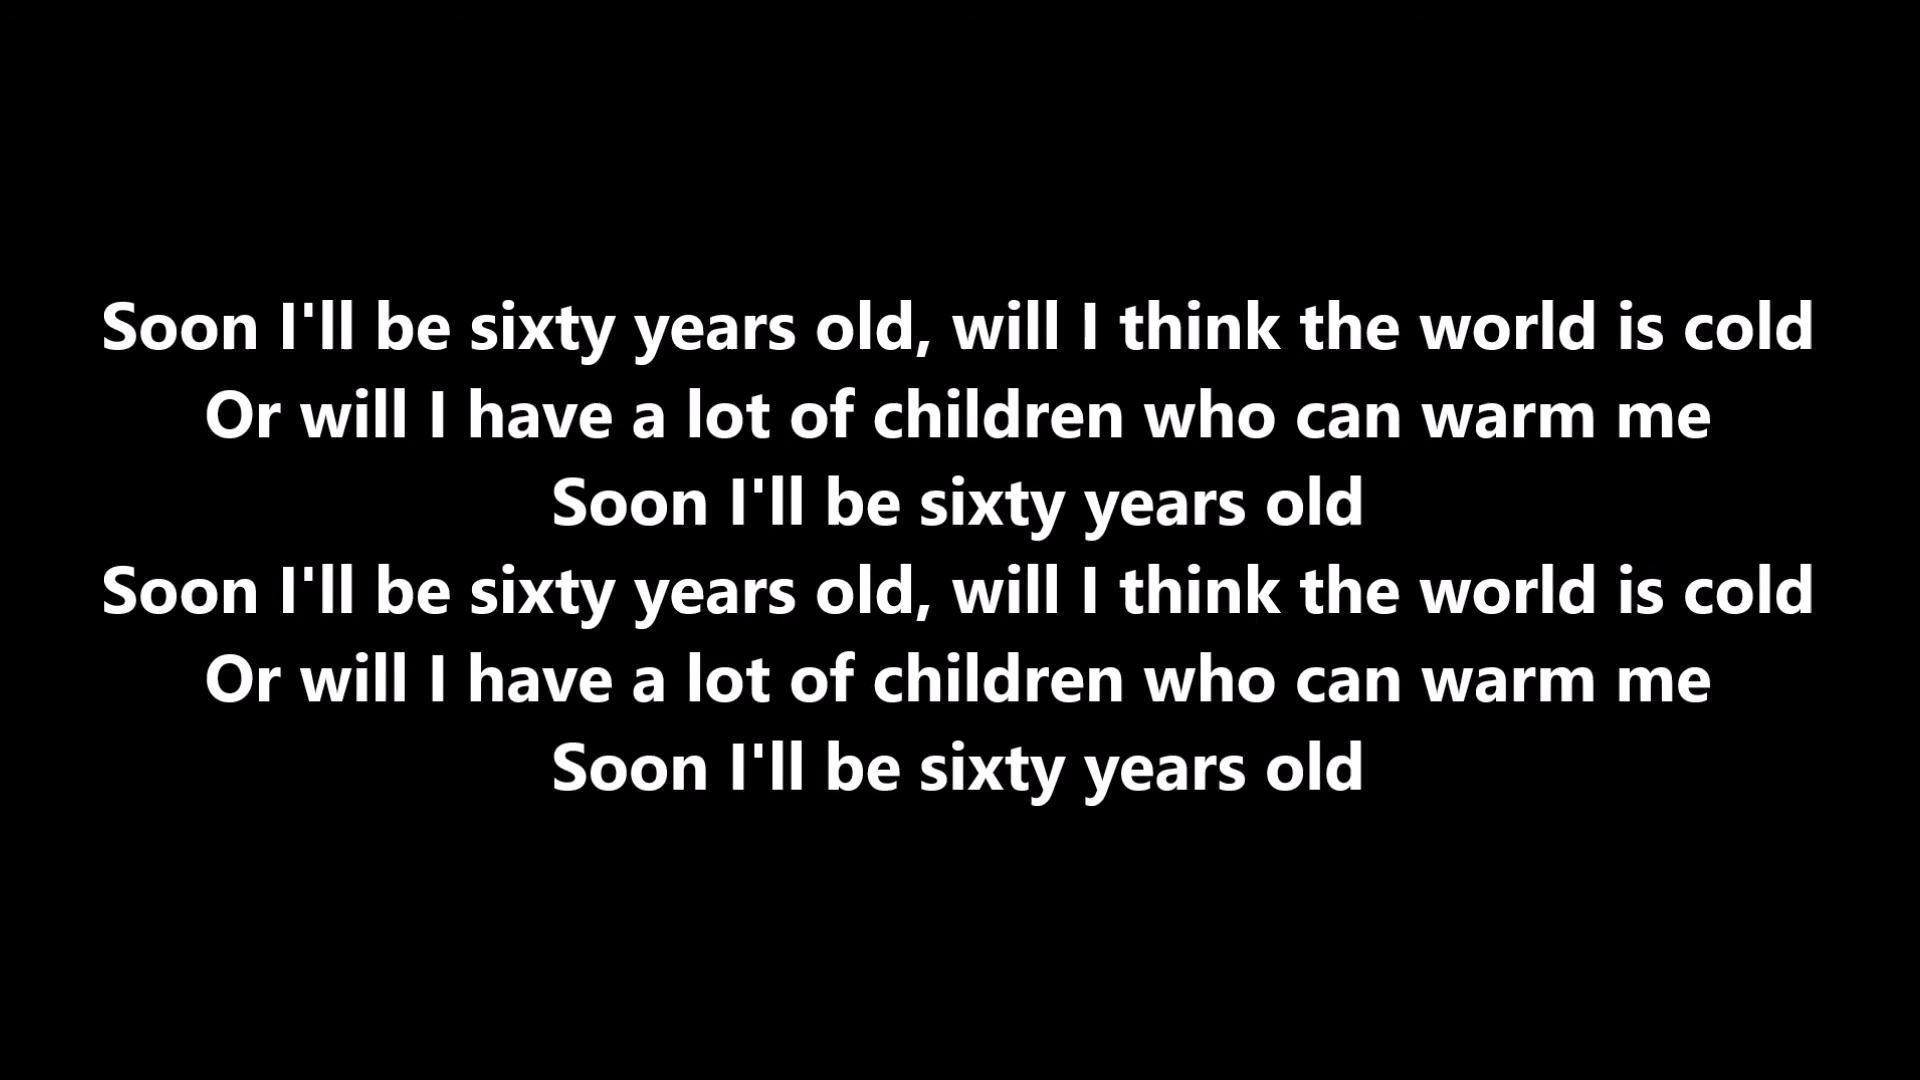 Soon I'll be sixty years old, will I think the world is cold
Or will I have a lot of children who can warm me
Soon I'll be sixty years old
Soon I'll be sixty years old, will I think the world is cold
Or will I have a lot of children who can warm me
Soon I'll be sixty years old